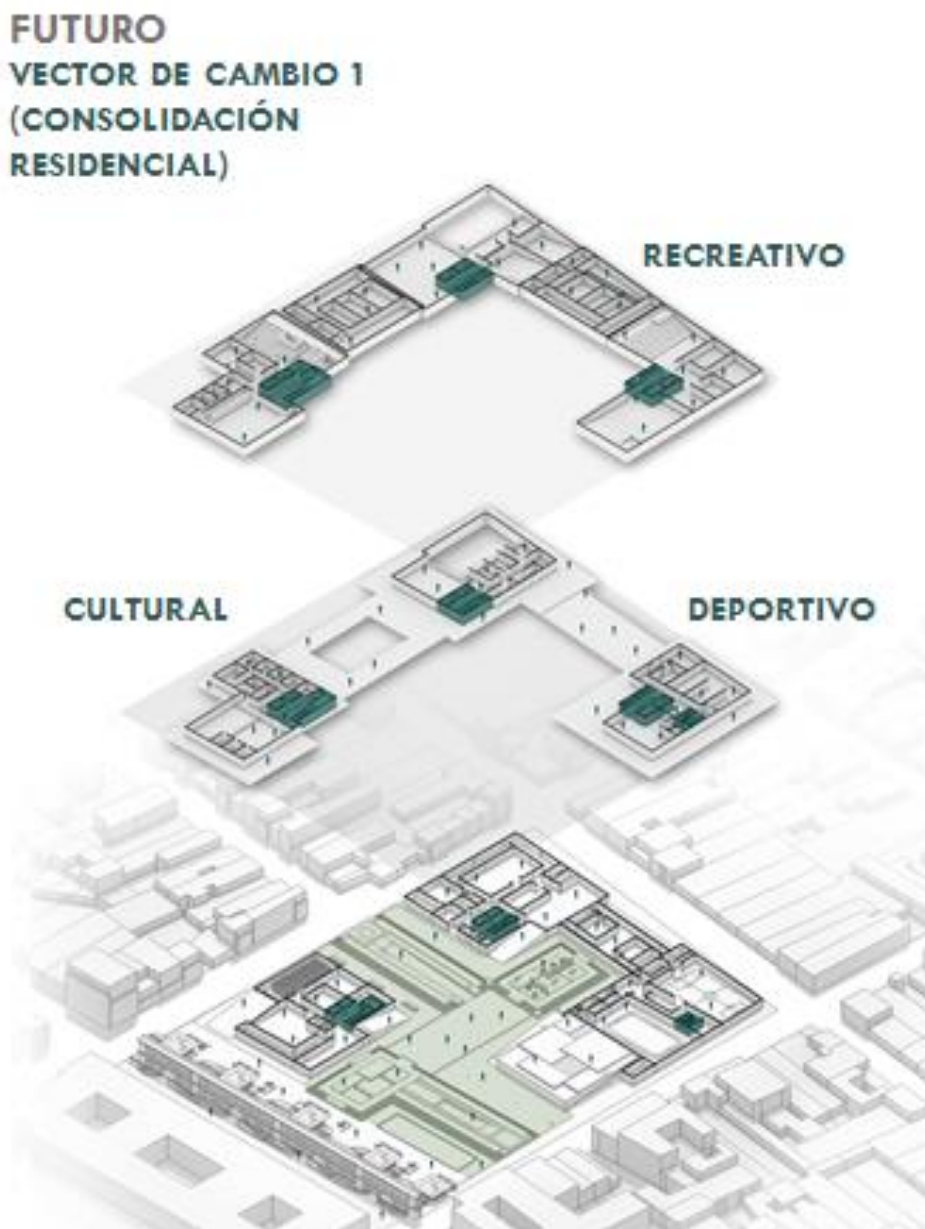 FUTURO
VECTOR DE CAMBIO 1
(CONSOLIDACIÓN
RESIDENCIAL)
RECREATIVO
CULTURAL
DEPORTIVO